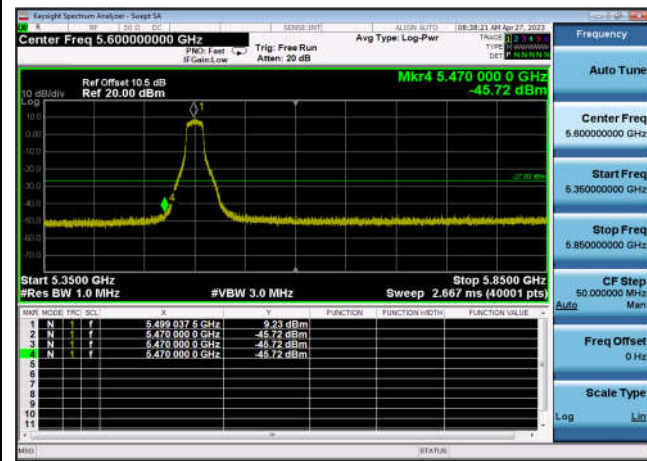 Keysight Spectrum Analyzer - Swept SA
RF 50 Ω DC SENSE:INT ALIGN AUTO 08:38:21 AM Apr 27, 2023
Center Freq 5.600000000 GHz
PNO: Fast
IFGain:Low
Trig: Free Run
Atten: 20 dB
Avg Type: Log-Pwr
TRACE 1 2 3 4 5 6
TYPE
DET P N N N N N
Ref Offset 10.5 dB
10 dB/div Ref 20.00 dBm
Log
Mkr4 5.470 000 0 GHz
-45.72 dBm
10.0
0.00
-10.0
-20.0
-30.0
-40.0
-50.0
-60.0
-70.0
1
4
-27.00 dBm
Start 5.3500 GHz Stop 5.8500 GHz
#Res BW 1.0 MHz #VBW 3.0 MHz Sweep 2.667 ms (40001 pts)
MKR MODE TRC SCL X Y FUNCTION FUNCTION WIDTH FUNCTION VALUE
1 N 1 f 5.499 037 5 GHz 9.23 dBm
2 N 1 f 5.470 000 0 GHz -45.72 dBm
3 N 1 f 5.470 000 0 GHz -45.72 dBm
4 N 1 f 5.470 000 0 GHz -45.72 dBm
5
6
7
8
9
10
11
MSG STATUS
Frequency
Auto Tune
Center Freq
5.600000000 GHz
Start Freq
5.350000000 GHz
Stop Freq
5.850000000 GHz
CF Step
50.000000 MHz
Auto Man
Freq Offset
0 Hz
Scale Type
Log Lin